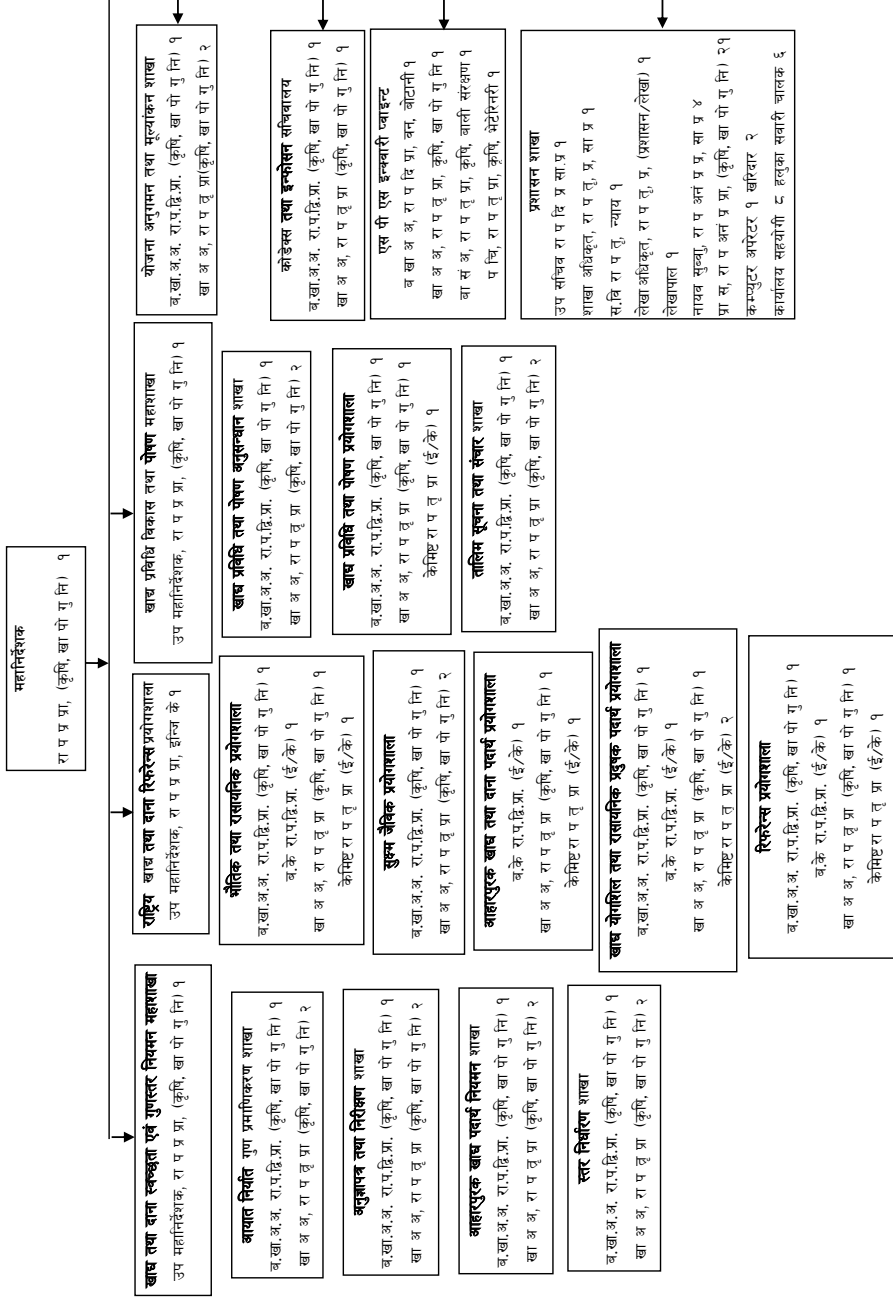 महानिर्देशक
रा प प्र प्रा, (कृषि, खा पो गु नि) १
खाद्य तथा दाना स्वच्छता एवं गुणस्तर नियमन महाशाखा
उप महानिर्देशक, रा प प्र प्रा, (कृषि, खा पो गु नि) १
आयात निर्यात गुण प्रमाणिकरण शाखा
ब.खा.अ.अ. रा.प.द्वि.प्रा. (कृषि, खा पो गु नि) १
खा अ अ, रा प तृ प्रा (कृषि, खा पो गु नि) २
अनुज्ञापत्र तथा निरीक्षण शाखा
ब.खा.अ.अ. रा.प.द्वि.प्रा. (कृषि, खा पो गु नि) १
खा अ अ, रा प तृ प्रा (कृषि, खा पो गु नि) २
आहारपुरक खाद्य पदार्थ नियमन शाखा
ब.खा.अ.अ. रा.प.द्वि.प्रा. (कृषि, खा पो गु नि) १
खा अ अ, रा प तृ प्रा (कृषि, खा पो गु नि) २
स्तर निर्धारण शाखा
ब.खा.अ.अ. रा.प.द्वि.प्रा. (कृषि, खा पो गु नि) १
खा अ अ, रा प तृ प्रा (कृषि, खा पो गु नि) २
राष्ट्रिय खाद्य तथा दाना रिफरेन्स प्रयोगशाला
उप महानिर्देशक, रा प प्र प्रा, इन्जि के १
भौतिक तथा रासायनिक प्रयोगशाला
ब.खा.अ.अ. रा.प.द्वि.प्रा. (कृषि, खा पो गु नि) १
ब.के रा.प.द्वि.प्रा. (ई/के) १
खा अ अ, रा प तृ प्रा (कृषि, खा पो गु नि) १
केमिष्ट रा प तृ प्रा (ई/के) १
सुक्ष्म जैविक प्रयोगशाला
ब.खा.अ.अ. रा.प.द्वि.प्रा. (कृषि, खा पो गु नि) १
खा अ अ, रा प तृ प्रा (कृषि, खा पो गु नि) २
आहारपुरक खाद्य तथा दाना पदार्थ प्रयोगशाला
ब.के रा.प.द्वि.प्रा. (ई/के) १
खा अ अ, रा प तृ प्रा (कृषि, खा पो गु नि) १
केमिष्ट रा प तृ प्रा (ई/के) १
खाद्य योगशिल तथा रासायनिक प्रदुषक पदार्थ प्रयोगशाला
ब.खा.अ.अ. रा.प.द्वि.प्रा. (कृषि, खा पो गु नि) १
ब.के रा.प.द्वि.प्रा. (ई/के) १
खा अ अ, रा प तृ प्रा (कृषि, खा पो गु नि) १
केमिष्ट रा प तृ प्रा (ई/के) २
रिफरेन्स प्रयोगशाला
ब.खा.अ.अ. रा.प.द्वि.प्रा. (कृषि, खा पो गु नि) १
ब.के रा.प.द्वि.प्रा. (ई/के) १
खा अ अ, रा प तृ प्रा (कृषि, खा पो गु नि) १
केमिष्ट रा प तृ प्रा (ई/के) १
खाद्य प्रविधि विकास तथा पोषण महाशाखा
उप महानिर्देशक, रा प प्र प्रा, (कृषि, खा पो गु नि) १
खाद्य प्रविधि तथा पोषण अनुसन्धान शाखा
ब.खा.अ.अ. रा.प.द्वि.प्रा. (कृषि, खा पो गु नि) १
खा अ अ, रा प तृ प्रा (कृषि, खा पो गु नि) २
खाद्य प्रविधि तथा पोषण प्रयोगशाला
ब.खा.अ.अ. रा.प.द्वि.प्रा. (कृषि, खा पो गु नि) १
खा अ अ, रा प तृ प्रा (कृषि, खा पो गु नि) १
केमिष्ट रा प तृ प्रा (ई/के) १
तालिम सूचना तथा संचार शाखा
ब.खा.अ.अ. रा.प.द्वि.प्रा. (कृषि, खा पो गु नि) १
खा अ अ, रा प तृ प्रा (कृषि, खा पो गु नि) २
योजना अनुगमन तथा मूल्यांकन शाखा
ब.खा.अ.अ. रा.प.द्वि.प्रा. (कृषि, खा पो गु नि) १
खा अ अ, रा प तृ प्रा(कृषि, खा पो गु नि) २
कोडेक्स तथा इन्फोसन सचिवालय
ब.खा.अ.अ. रा.प.द्वि.प्रा. (कृषि, खा पो गु नि) १
खा अ अ, रा प तृ प्रा (कृषि, खा पो गु नि) १
एस पी एस इन्क्वारी प्वाइन्ट
ब खा अ अ, रा प दि प्रा, वन, बोटानी १
खा अ अ, रा प तृ प्रा, कृषि, खा पो गु नि १
बा सं अ, रा प तृ प्रा, कृषि, बाली संरक्षण १
प चि, रा प तृ प्रा, कृषि, भेटेरिनरी १
प्रशासन शाखा
उप सचिव रा प दि प्र सा.प्र १
शाखा अधिकृत, रा प तृ, प्र, सा प्र १
स.वि रा प तृ, न्याय १
लेखा अधिकृत, रा प तृ, प्र, (प्रशासन/लेखा) १
लेखापाल १
नायव सुब्बा, रा प अनं प्र प्र, सा प्र ४
प्रा स, रा प अनं प्र प्रा, (कृषि, खा पो गु नि) २१
कम्प्युटर अपरेटर १ खरिदार २
कार्यालय सहयोगी ८ हलुका सवारी चालक ६